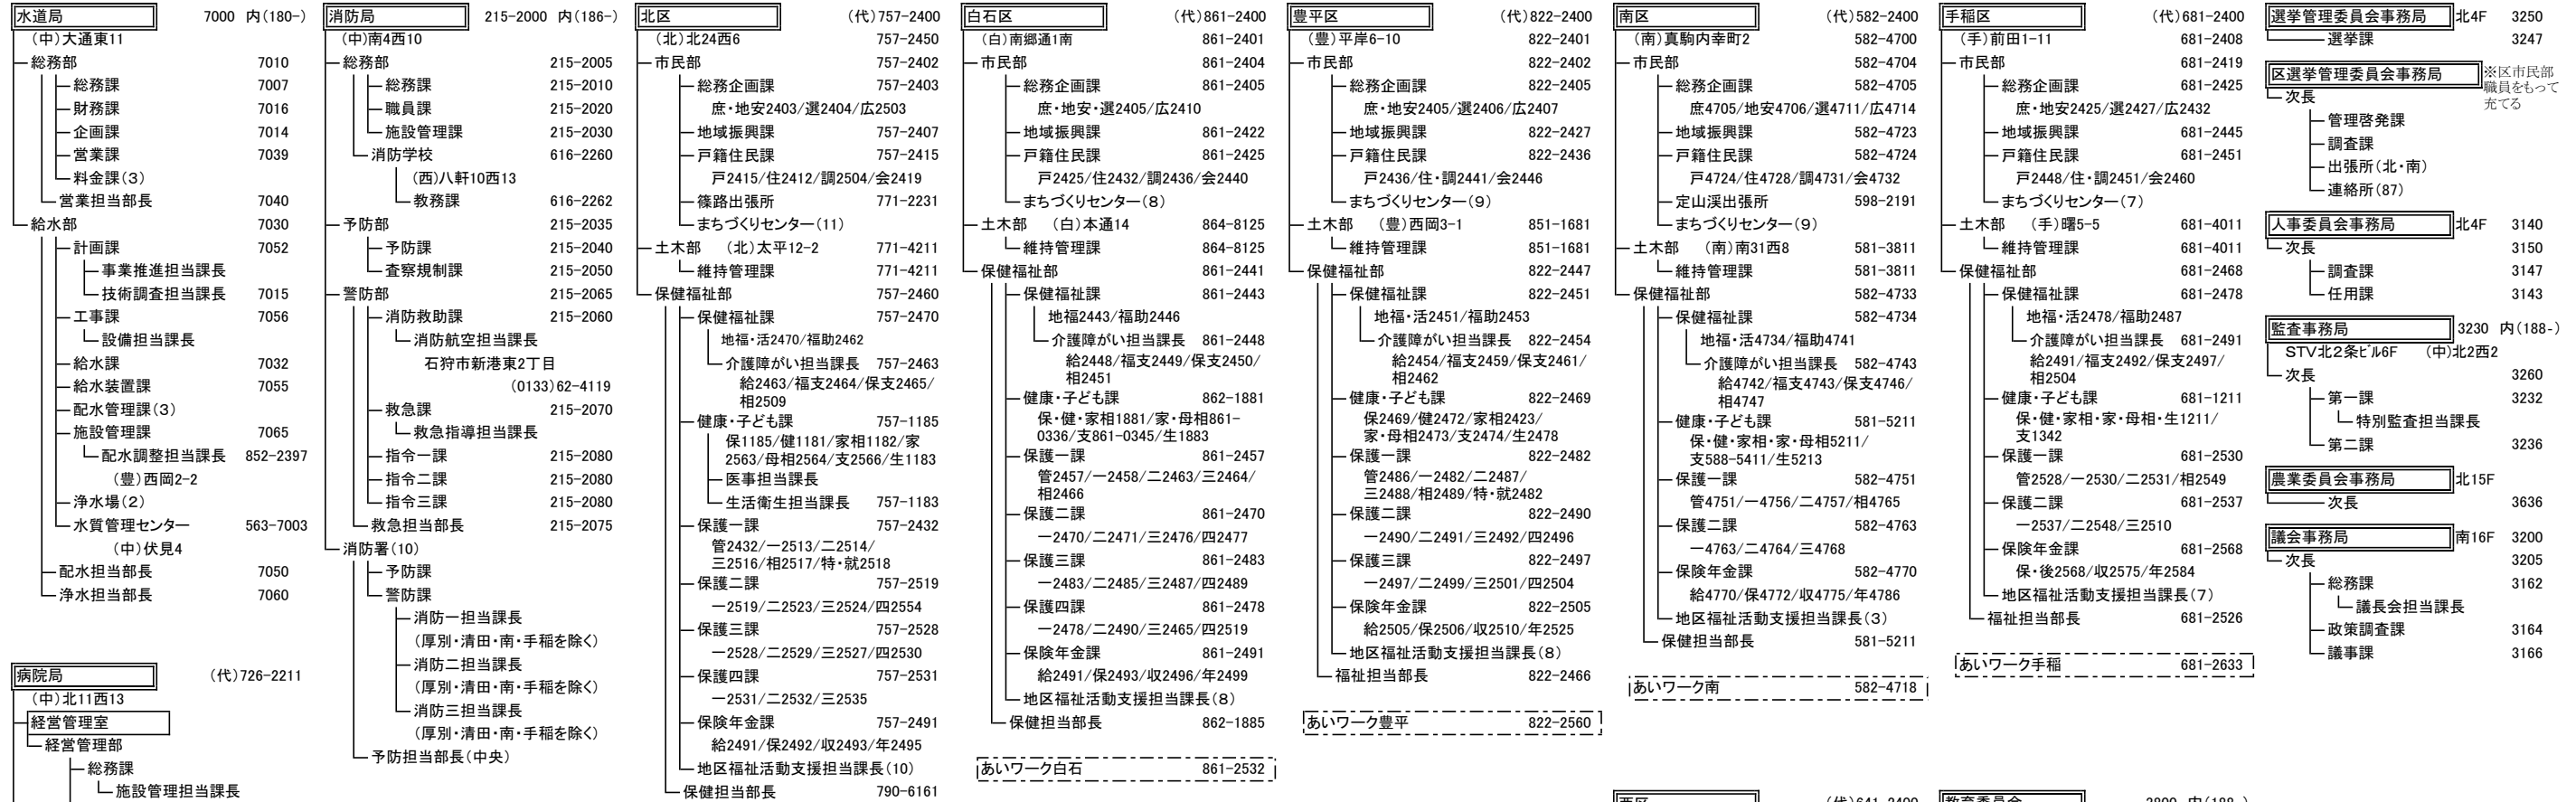 水道局 7000 内(180-)
(中)大通東11
総務部 7010
総務課 7007
財務課 7016
企画課 7014
営業課 7039
料金課(3)
営業担当部長 7040
給水部 7030
計画課 7052
事業推進担当課長
技術調査担当課長 7015
工事課 7056
設備担当課長
給水課 7032
給水装置課 7055
配水管理課(3)
施設管理課 7065
配水調整担当課長 852-2397
(豊)西岡2-2
浄水場(2)
水質管理センター 563-7003
(中)伏見4
配水担当部長 7050
浄水担当部長 7060
病院局 (代)726-2211
(中)北11西13
経営管理室
経営管理部
総務課
施設管理担当課長
消防局 215-2000 内(186-)
(中)南4西10
総務部 215-2005
総務課 215-2010
職員課 215-2020
施設管理課 215-2030
消防学校 616-2260
(西)八軒10西13
教務課 616-2262
予防部 215-2035
予防課 215-2040
査察規制課 215-2050
警防部 215-2065
消防救助課 215-2060
消防航空担当課長
石狩市新港東2丁目
(0133)62-4119
救急課 215-2070
救急指導担当課長
指令一課 215-2080
指令二課 215-2080
指令三課 215-2080
救急担当部長 215-2075
消防署(10)
予防課
警防課
消防一担当課長
(厚別・清田・南・手稲を除く)
消防二担当課長
(厚別・清田・南・手稲を除く)
消防三担当課長
(厚別・清田・南・手稲を除く)
予防担当部長(中央)
北区 (代)757-2400
(北)北24西6 757-2450
市民部 757-2402
総務企画課 757-2403
庶・地安2403/選2404/広2503
地域振興課 757-2407
戸籍住民課 757-2415
戸2415/住2412/調2504/会2419
篠路出張所 771-2231
まちづくりセンター(11)
土木部 (北)太平12-2 771-4211
維持管理課 771-4211
保健福祉部 757-2460
保健福祉課 757-2470
地福・活2470/福助2462
介護障がい担当課長 757-2463
給2463/福支2464/保支2465/
相2509
健康・子ども課 757-1185
保1185/健1181/家相1182/家
2563/母相2564/支2566/生1183
医事担当課長
生活衛生担当課長 757-1183
保護一課 757-2432
管2432/一2513/二2514/
三2516/相2517/特・就2518
保護二課 757-2519
一2519/二2523/三2524/四2554
保護三課 757-2528
一2528/二2529/三2527/四2530
保護四課 757-2531
一2531/二2532/三2535
保険年金課 757-2491
給2491/保2492/収2493/年2495
地区福祉活動支援担当課長(10)
保健担当部長 790-6161
白石区 (代)861-2400
(白)南郷通1南 861-2401
市民部 861-2404
総務企画課 861-2405
庶・地安・選2405/広2410
地域振興課 861-2422
戸籍住民課 861-2425
戸2425/住2432/調2436/会2440
まちづくりセンター(8)
土木部 (白)本通14 864-8125
維持管理課 864-8125
保健福祉部 861-2441
保健福祉課 861-2443
地福2443/福助2446
介護障がい担当課長 861-2448
給2448/福支2449/保支2450/
相2451
健康・子ども課 862-1881
保・健・家相1881/家・母相861-
0336/支861-0345/生1883
保護一課 861-2457
管2457/一2458/二2463/三2464/
相2466
保護二課 861-2470
一2470/二2471/三2476/四2477
保護三課 861-2483
一2483/二2485/三2487/四2489
保護四課 861-2478
一2478/二2490/三2465/四2519
保険年金課 861-2491
給2491/保2493/収2496/年2499
地区福祉活動支援担当課長(8)
保健担当部長 862-1885
あいワーク白石 861-2532
豊平区 (代)822-2400
(豊)平岸6-10 822-2401
市民部 822-2402
総務企画課 822-2405
庶・地安2405/選2406/広2407
地域振興課 822-2427
戸籍住民課 822-2436
戸2436/住・調2441/会2446
まちづくりセンター(9)
土木部 (豊)西岡3-1 851-1681
維持管理課 851-1681
保健福祉部 822-2447
保健福祉課 822-2451
地福・活2451/福助2453
介護障がい担当課長 822-2454
給2454/福支2459/保支2461/
相2462
健康・子ども課 822-2469
保2469/健2472/家相2423/
家・母相2473/支2474/生2478
保護一課 822-2482
管2486/一2482/二2487/
三2488/相2489/特・就2482
保護二課 822-2490
一2490/二2491/三2492/四2496
保護三課 822-2497
一2497/二2499/三2501/四2504
保険年金課 822-2505
給2505/保2506/収2510/年2525
地区福祉活動支援担当課長(8)
福祉担当部長 822-2466
あいワーク豊平 822-2560
南区 (代)582-2400
(南)真駒内幸町2 582-4700
市民部 582-4704
総務企画課 582-4705
庶4705/地安4706/選4711/広4714
地域振興課 582-4723
戸籍住民課 582-4724
戸4724/住4728/調4731/会4732
定山渓出張所 598-2191
まちづくりセンター(9)
土木部 (南)南31西8 581-3811
維持管理課 581-3811
保健福祉部 582-4733
保健福祉課 582-4734
地福・活4734/福助4741
介護障がい担当課長 582-4743
給4742/福支4743/保支4746/
相4747
健康・子ども課 581-5211
保・健・家相・家・母相5211/
支588-5411/生5213
保護一課 582-4751
管4751/一4756/二4757/相4765
保護二課 582-4763
一4763/二4764/三4768
保険年金課 582-4770
給4770/保4772/収4775/年4786
地区福祉活動支援担当課長(3)
保健担当部長 581-5211
あいワーク南 582-4718
西区 (代)641-2400
手稲区 (代)681-2400
(手)前田1-11 681-2408
市民部 681-2419
総務企画課 681-2425
庶・地安2425/選2427/広2432
地域振興課 681-2445
戸籍住民課 681-2451
戸2448/住・調2451/会2460
まちづくりセンター(7)
土木部 (手)曙5-5 681-4011
維持管理課 681-4011
保健福祉部 681-2468
保健福祉課 681-2478
地福・活2478/福助2487
介護障がい担当課長 681-2491
給2491/福支2492/保支2497/
相2504
健康・子ども課 681-1211
保・健・家相・家・母相・生1211/
支1342
保護一課 681-2530
管2528/一2530/二2531/相2549
保護二課 681-2537
一2537/二2548/三2510
保険年金課 681-2568
保・後2568/収2575/年2584
地区福祉活動支援担当課長(7)
福祉担当部長 681-2526
あいワーク手稲 681-2633
教育委員会 3800 内(188-)
選挙管理委員会事務局 北4F 3250
選挙課 3247
区選挙管理委員会事務局 ※区市民部
職員をもって
充てる
次長
管理啓発課
調査課
出張所(北・南)
連絡所(87)
人事委員会事務局 北4F 3140
次長 3150
調査課 3147
任用課 3143
監査事務局 3230 内(188-)
STV北2条ビル6F (中)北2西2
次長 3260
第一課 3232
特別監査担当課長
第二課 3236
農業委員会事務局 北15F
次長 3636
議会事務局 南16F 3200
次長 3205
総務課 3162
議長会担当課長
政策調査課 3164
議事課 3166